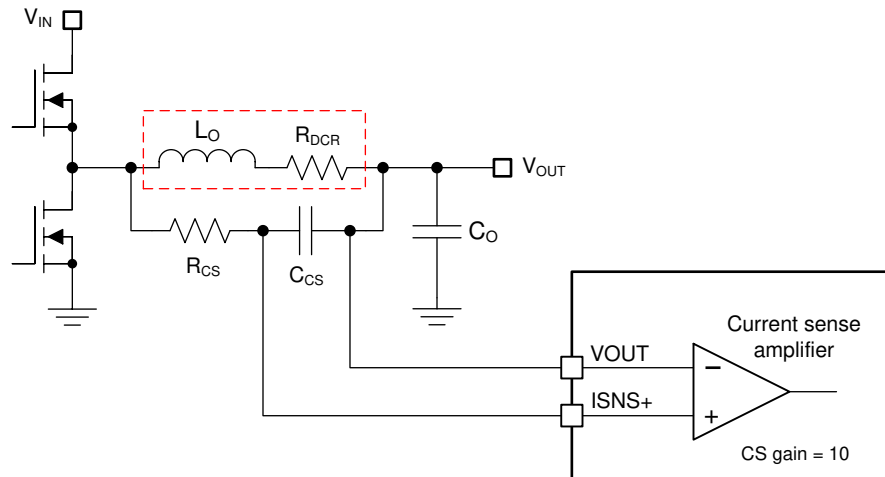 VIN
LO
RDCR
VOUT
RCS
CCS
CO
Current sense
amplifier
VOUT
−
ISNS+
+
CS gain = 10